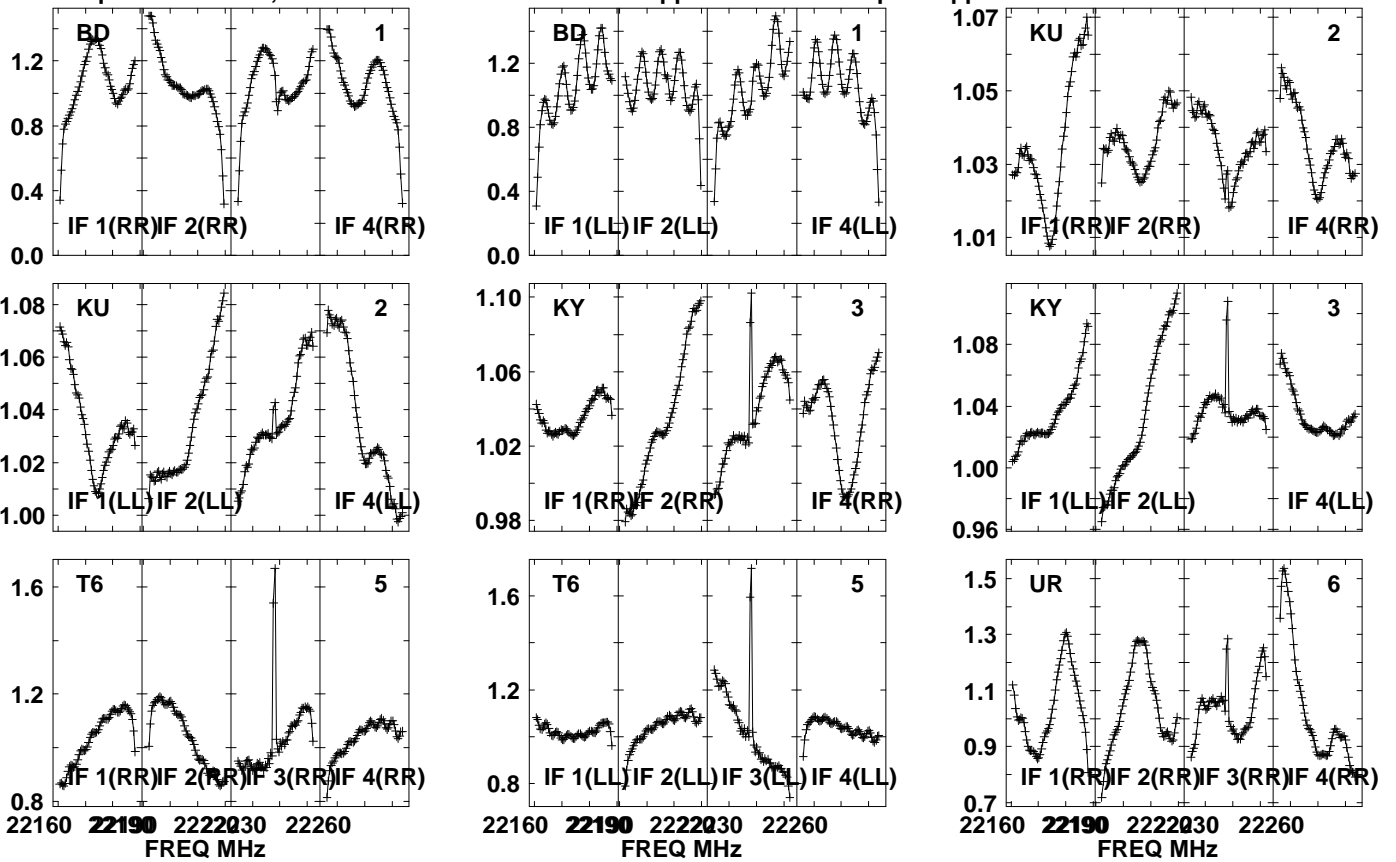 BD 1
1.2
0.8
0.4
0.0
IF 1(RR) IF 2(RR) IF 4(RR)
BD 1
1.2
0.8
0.4
0.0
IF 1(LL) IF 2(LL) IF 4(LL)
KU 2
1.07
1.05
1.03
1.01
IF 1(RR) IF 2(RR) IF 4(RR)
KU 2
1.08
1.06
1.04
1.02
1.00
IF 1(LL) IF 2(LL) IF 4(LL)
KY 3
1.10
1.06
1.02
0.98
IF 1(RR) IF 2(RR) IF 4(RR)
KY 3
1.08
1.04
1.00
0.96
IF 1(LL) IF 2(LL) IF 4(LL)
T6 5
1.6
1.2
0.8
IF 1(RR) IF 2(RR) IF 3(RR) IF 4(RR)
22160 22190 22230 22260
FREQ MHz
T6 5
1.6
1.2
0.8
IF 1(LL) IF 2(LL) IF 3(LL) IF 4(LL)
22160 22190 22230 22260
FREQ MHz
UR 6
1.5
1.3
1.1
0.9
0.7
IF 1(RR) IF 2(RR) IF 3(RR) IF 4(RR)
22160 22190 22230 22260
FREQ MHz